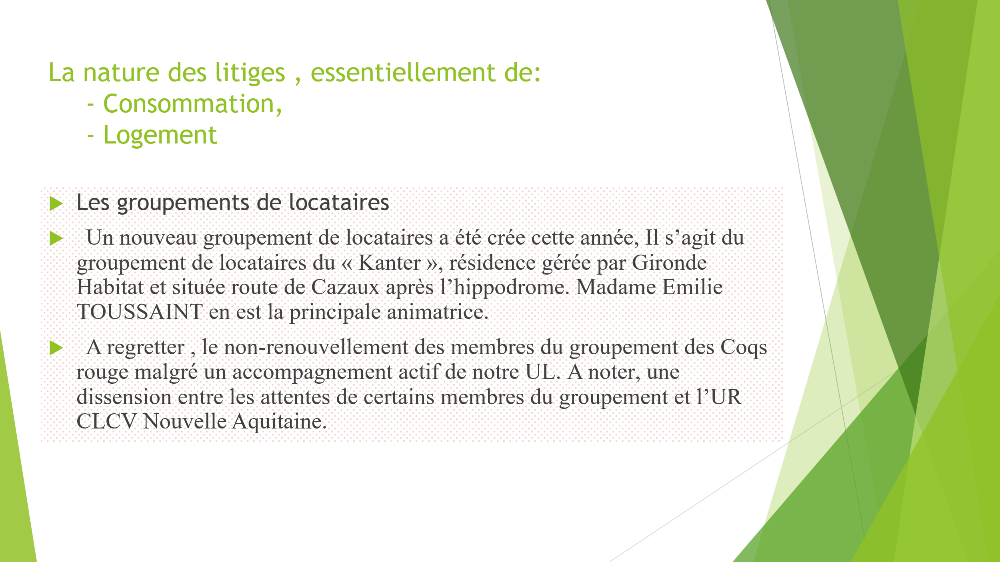 La nature des litiges , essentiellement de:
- Consommation,
- Logement
Les groupements de locataires
Un nouveau groupement de locataires a été crée cette année, Il s’agit du
groupement de locataires du « Kanter », résidence gérée par Gironde
Habitat et située route de Cazaux après l’hippodrome. Madame Emilie
TOUSSAINT en est la principale animatrice.
A regretter , le non-renouvellement des membres du groupement des Coqs
rouge malgré un accompagnement actif de notre UL. A noter, une
dissension entre les attentes de certains membres du groupement et l’UR
CLCV Nouvelle Aquitaine.